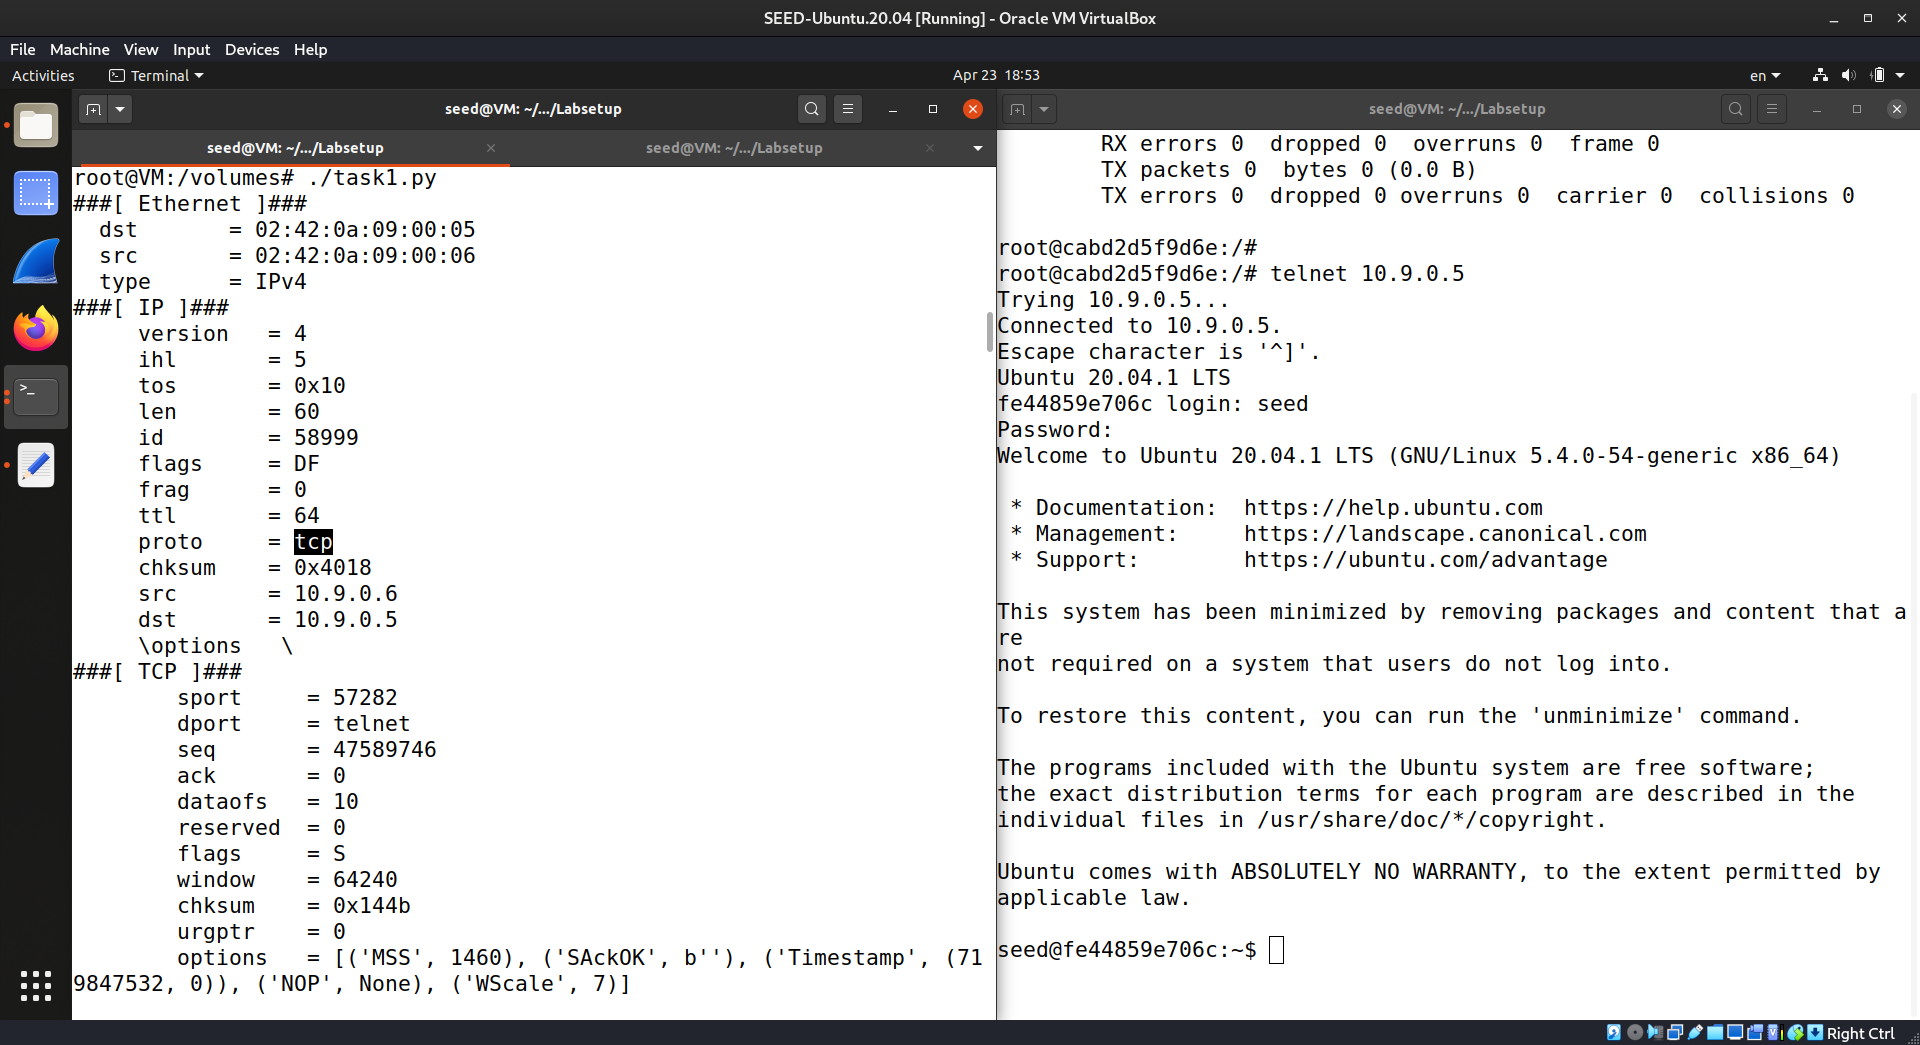 SEED-Ubuntu.20.04 [Running] - Oracle VM VirtualBox
File Machine View Input Devices Help
Activities Terminal Apr 23 18:53 en
seed@VM: ~/.../Labsetup
seed@VM: ~/.../Labsetup seed@VM: ~/.../Labsetup
root@VM:/volumes# ./task1.py
###[ Ethernet ]###
  dst       = 02:42:0a:09:00:05
  src       = 02:42:0a:09:00:06
  type      = IPv4
###[ IP ]###
     version   = 4
     ihl       = 5
     tos       = 0x10
     len       = 60
     id        = 58999
     flags     = DF
     frag      = 0
     ttl       = 64
     proto     = tcp
     chksum    = 0x4018
     src       = 10.9.0.6
     dst       = 10.9.0.5
     \options   \
###[ TCP ]###
        sport     = 57282
        dport     = telnet
        seq       = 47589746
        ack       = 0
        dataofs   = 10
        reserved  = 0
        flags     = S
        window    = 64240
        chksum    = 0x144b
        urgptr    = 0
        options   = [('MSS', 1460), ('SAckOK', b''), ('Timestamp', (71
9847532, 0)), ('NOP', None), ('WScale', 7)]
seed@VM: ~/.../Labsetup
        RX errors 0  dropped 0  overruns 0  frame 0
        TX packets 0  bytes 0 (0.0 B)
        TX errors 0  dropped 0 overruns 0  carrier 0  collisions 0
root@cabd2d5f9d6e:/#
root@cabd2d5f9d6e:/# telnet 10.9.0.5
Trying 10.9.0.5...
Connected to 10.9.0.5.
Escape character is '^]'.
Ubuntu 20.04.1 LTS
fe44859e706c login: seed
Password:
Welcome to Ubuntu 20.04.1 LTS (GNU/Linux 5.4.0-54-generic x86_64)
 * Documentation:  https://help.ubuntu.com
 * Management:     https://landscape.canonical.com
 * Support:        https://ubuntu.com/advantage
This system has been minimized by removing packages and content that a
re
not required on a system that users do not log into.
To restore this content, you can run the 'unminimize' command.
The programs included with the Ubuntu system are free software;
the exact distribution terms for each program are described in the
individual files in /usr/share/doc/*/copyright.
Ubuntu comes with ABSOLUTELY NO WARRANTY, to the extent permitted by
applicable law.
seed@fe44859e706c:~$
Right Ctrl